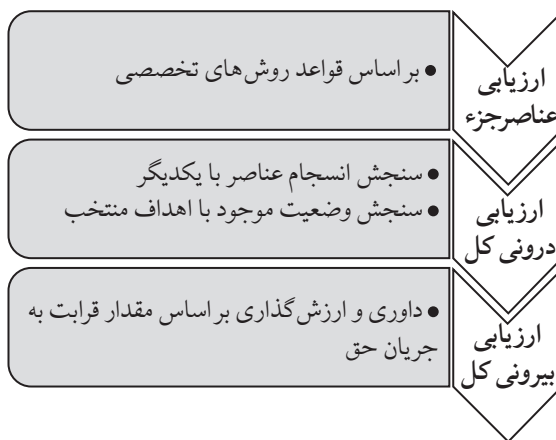 ارزیابی
عناصرجزء
● بر اساس قواعد روش‌های تخصصی
ارزیابی
درونی کل
● سنجش انسجام عناصر با یکدیگر
● سنجش وضعیت موجود با اهداف منتخب
ارزیابی
بیرونی کل
● داوری و ارزش‌گذاری بر اساس مقدار قرابت به
جریان حق